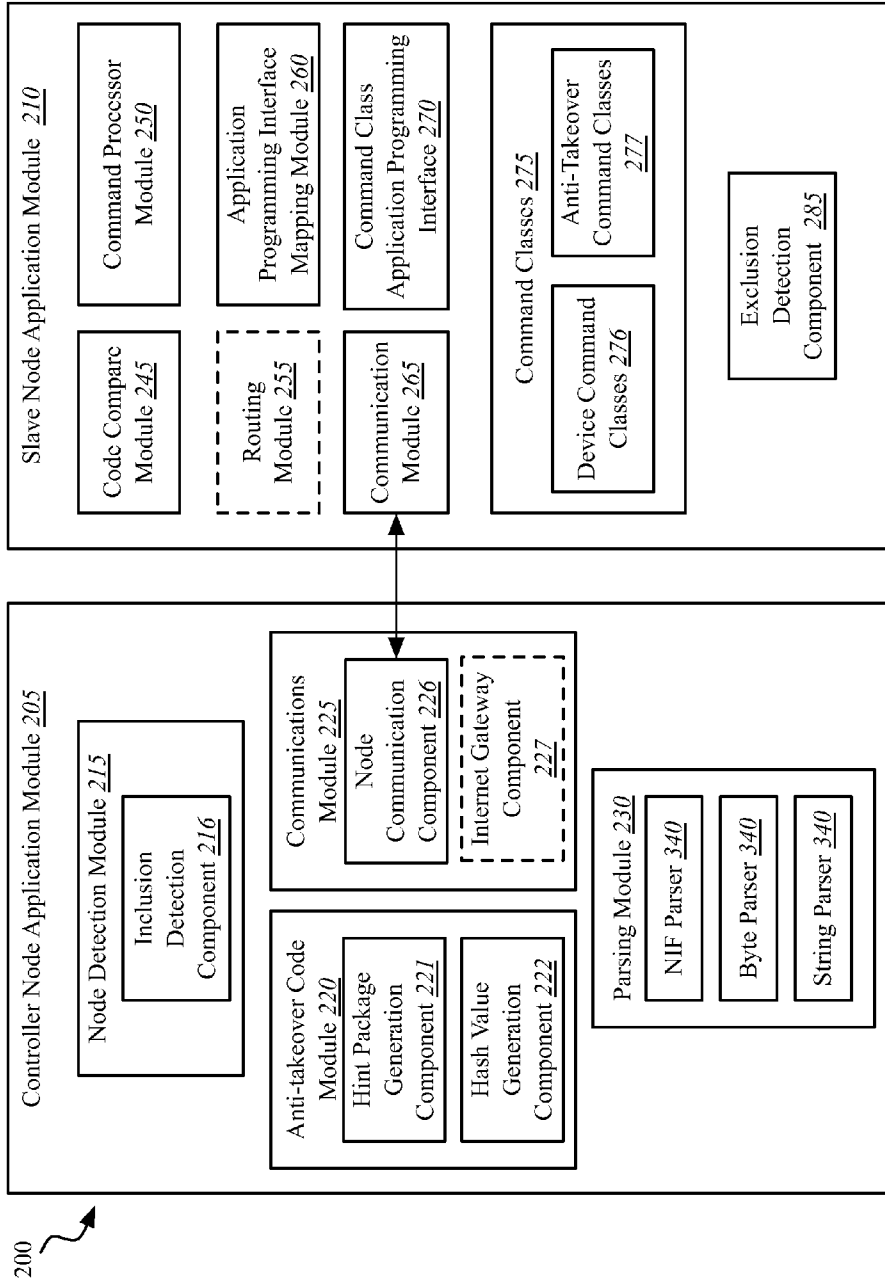 200
Controller Node Application Module 205
Node Detection Module 215
Inclusion
Detection
Component 216
Anti-takeover Code
Module 220
Hint Package
Generation
Component 221
Hash Value
Generation
Component 222
Communications
Module 225
Node
Communication
Component 226
Internet Gateway
Component
227
Parsing Module 230
NIF Parser 340
Byte Parser 340
String Parser 340
Slave Node Application Module 210
Code Comparc
Module 245
Command Processor
Module 250
Routing
Module 255
Application
Programming Interface
Mapping Module 260
Communication
Module 265
Command Class
Application Programming
Interface 270
Command Classes 275
Device Command
Classes 276
Anti-Takeover
Command Classes
277
Exclusion
Detection
Component 285